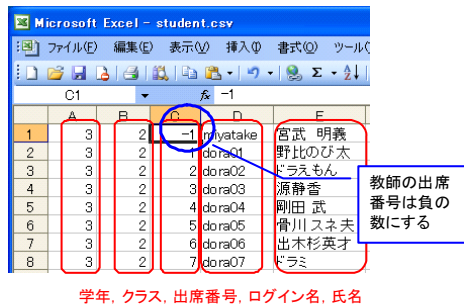 Microsoft Excel - student.csv
ファイル(F) 編集(E) 表示(V) 挿入(I) 書式(O) ツール(
C1 fx -1
A B C D E
1 3 2 -1 miyatake 宮武 明義
2 3 2 1 dora01 野比のび太
3 3 2 2 dora02 ドラえもん
4 3 2 3 dora03 源静香
5 3 2 4 dora04 剛田 武
6 3 2 5 dora05 骨川 スネ夫
7 3 2 6 dora06 出木杉英才
8 3 2 7 dora07 ドラミ
教師の出席
番号は負の
数にする
学年, クラス, 出席番号, ログイン名, 氏名